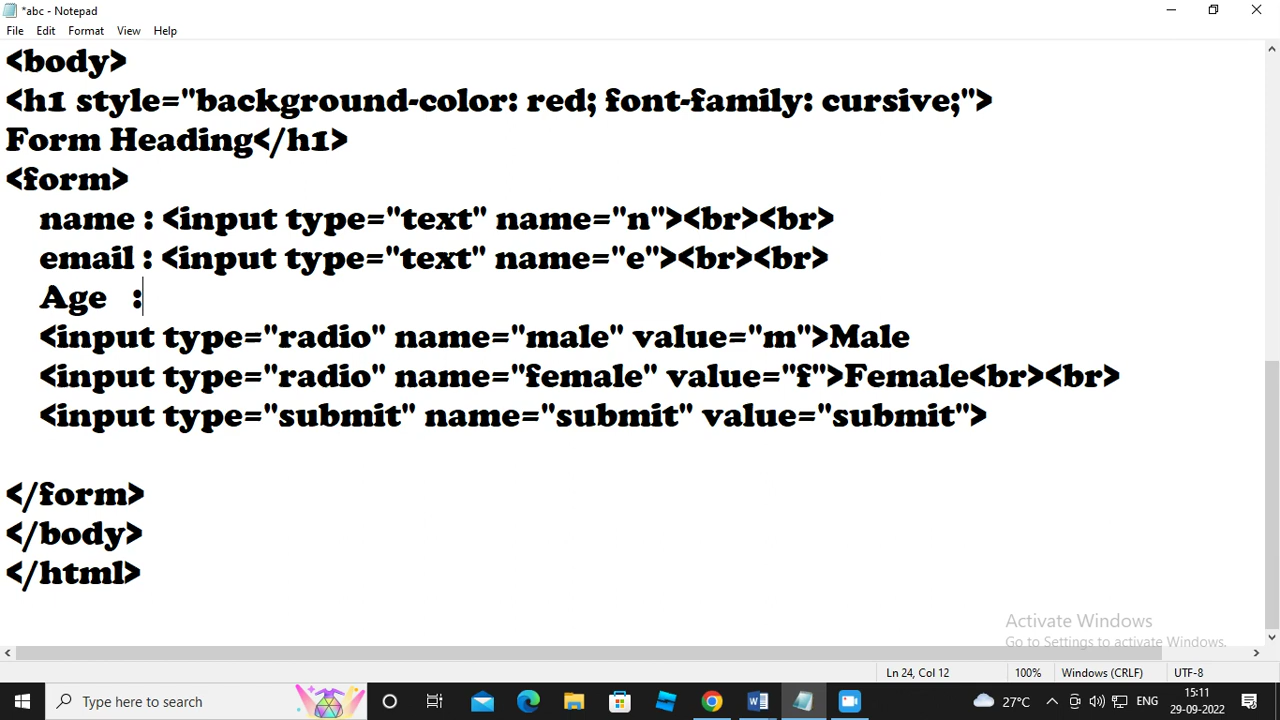 *abc - Notepad
File Edit Format View Help
<body>
<h1 style="background-color: red; font-family: cursive;">
Form Heading</h1>
<form>
name : <input type="text" name="n"><br><br>
email : <input type="text" name="e"><br><br>
Age :
<input type="radio" name="male" value="m">Male
<input type="radio" name="female" value="f">Female<br><br>
<input type="submit" name="submit" value="submit">
</form>
</body>
</html>
Activate Windows
Go to Settings to activate Windows.
Ln 24, Col 12 100% Windows (CRLF) UTF-8
Type here to search 27°C ENG 15:11
29-09-2022